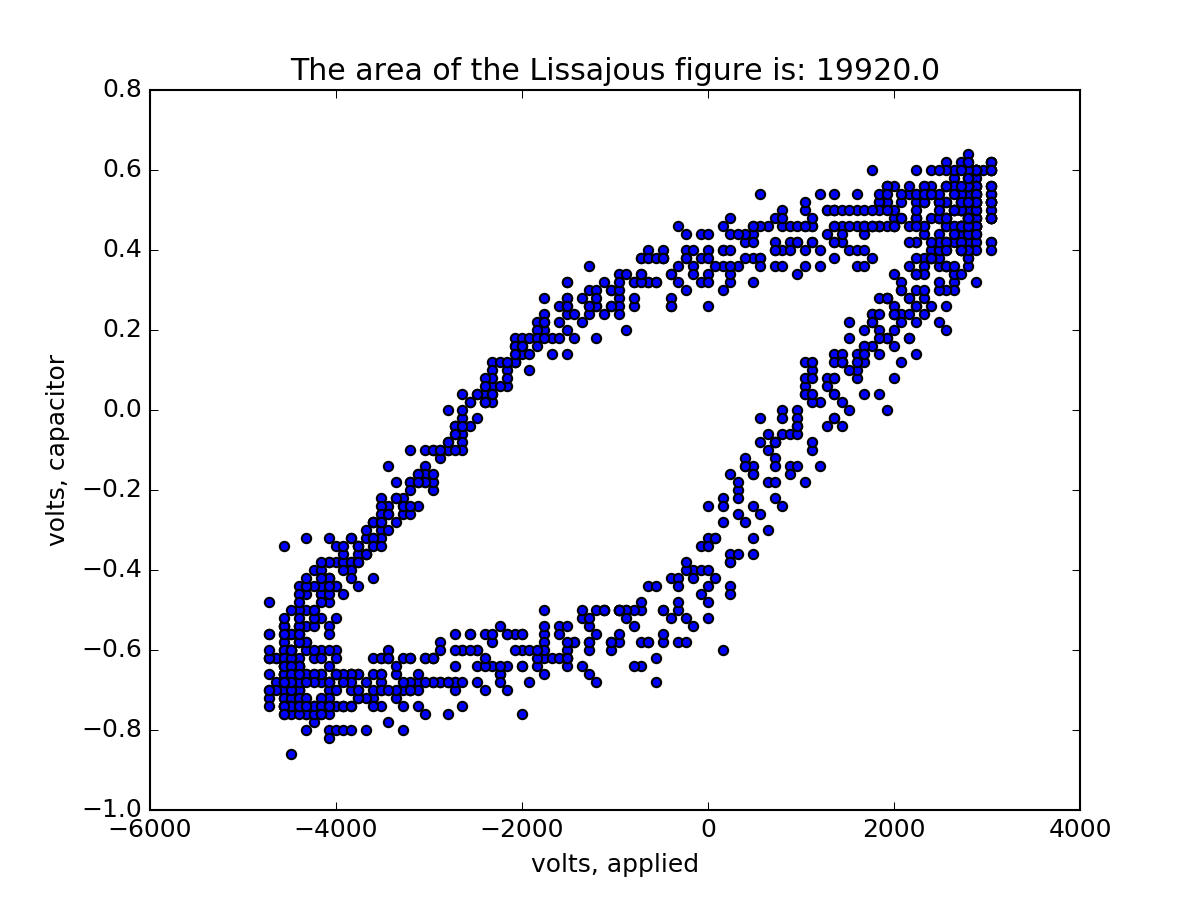 The area of the Lissajous figure is: 19920.0
0.8
0.6
0.4
0.2
0.0
−0.2
−0.4
−0.6
−0.8
−1.0
volts, capacitor
−6000 −4000 −2000 0 2000 4000
volts, applied